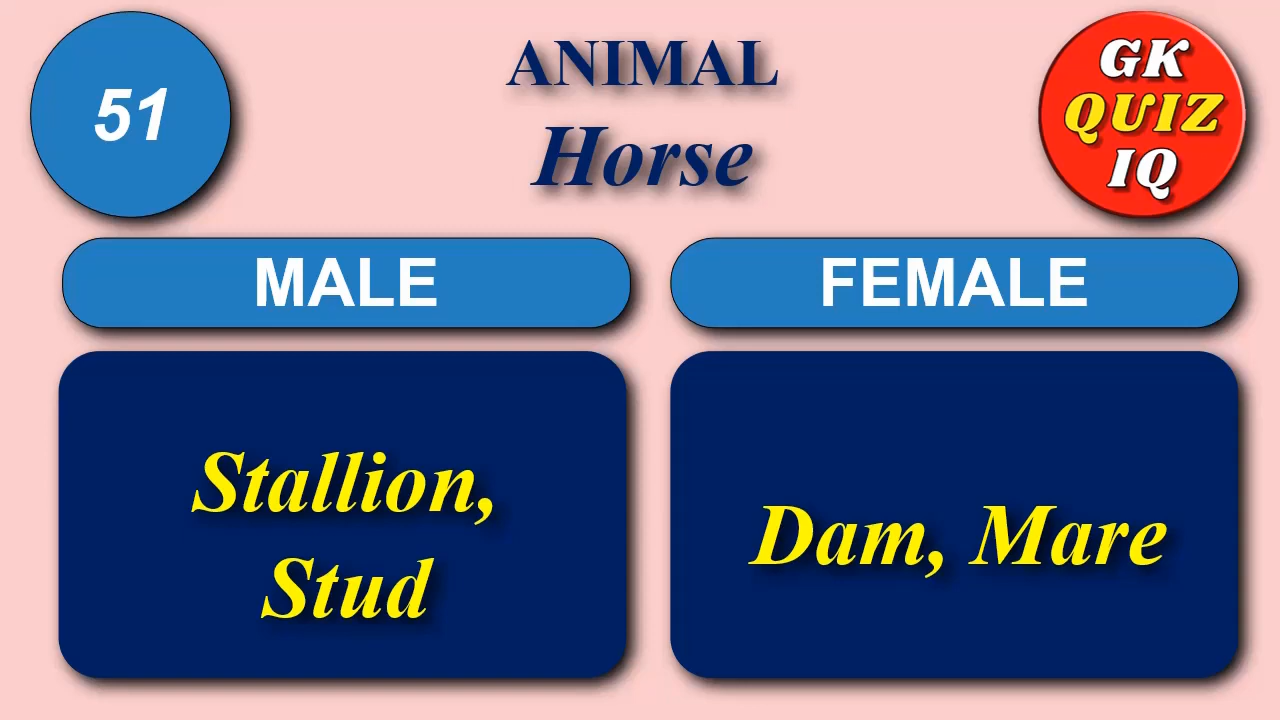 51
ANIMAL
Horse
GK
QUIZ
IQ
MALE
FEMALE
Stallion,
Stud
Dam, Mare